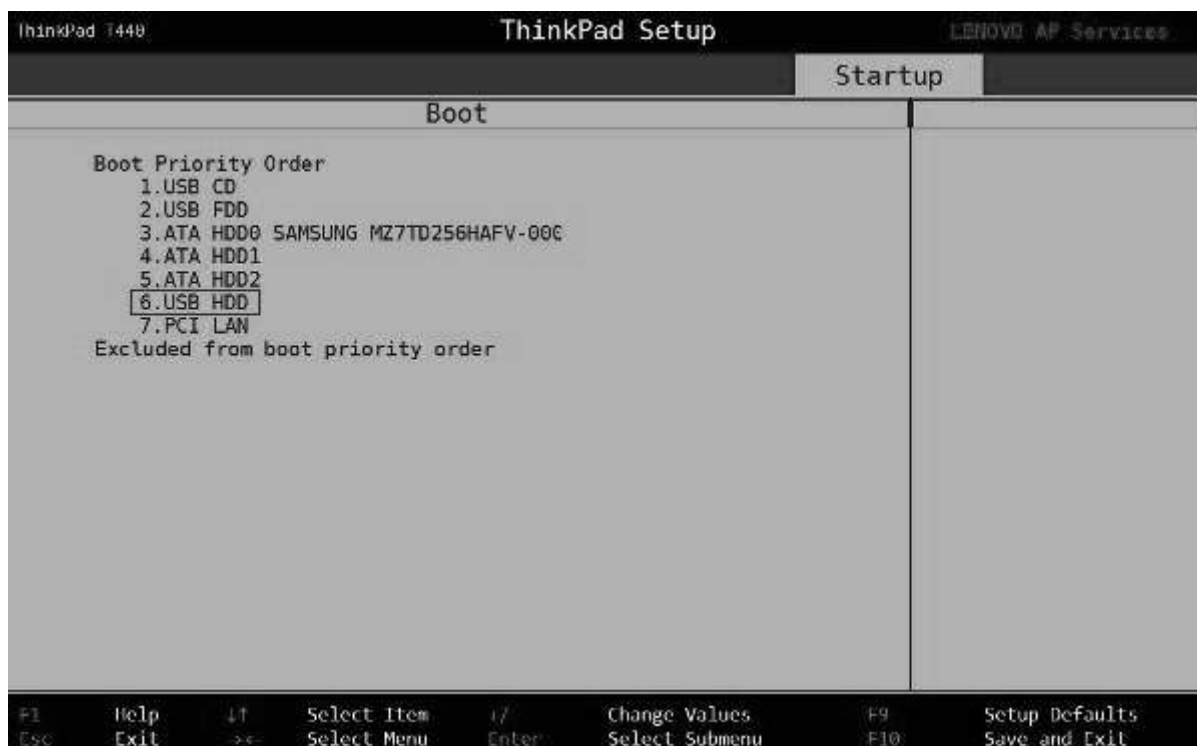 ThinkPad T440 ThinkPad Setup LENOVO AP Services
Startup
Boot
Boot Priority Order
1.USB CD
2.USB FDD
3.ATA HDD0 SAMSUNG MZ7TD256HAFV-000
4.ATA HDD1
5.ATA HDD2
6.USB HDD
7.PCI LAN
Excluded from boot priority order
F1 Help ↓↑ Select Item Change Values F9 Setup Defaults
Esc Exit Select Menu Enter Select Submenu F10 Save and Exit